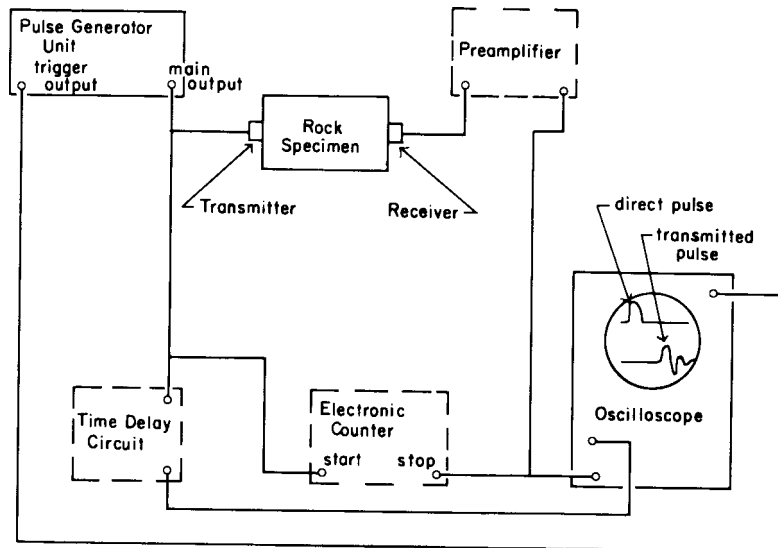 Pulse Generator
Unit
trigger
output
main
output
Preamplifier
Rock
Specimen
Transmitter
Receiver
direct pulse
transmitted
pulse
Oscilloscope
Time Delay
Circuit
Electronic
Counter
start
stop